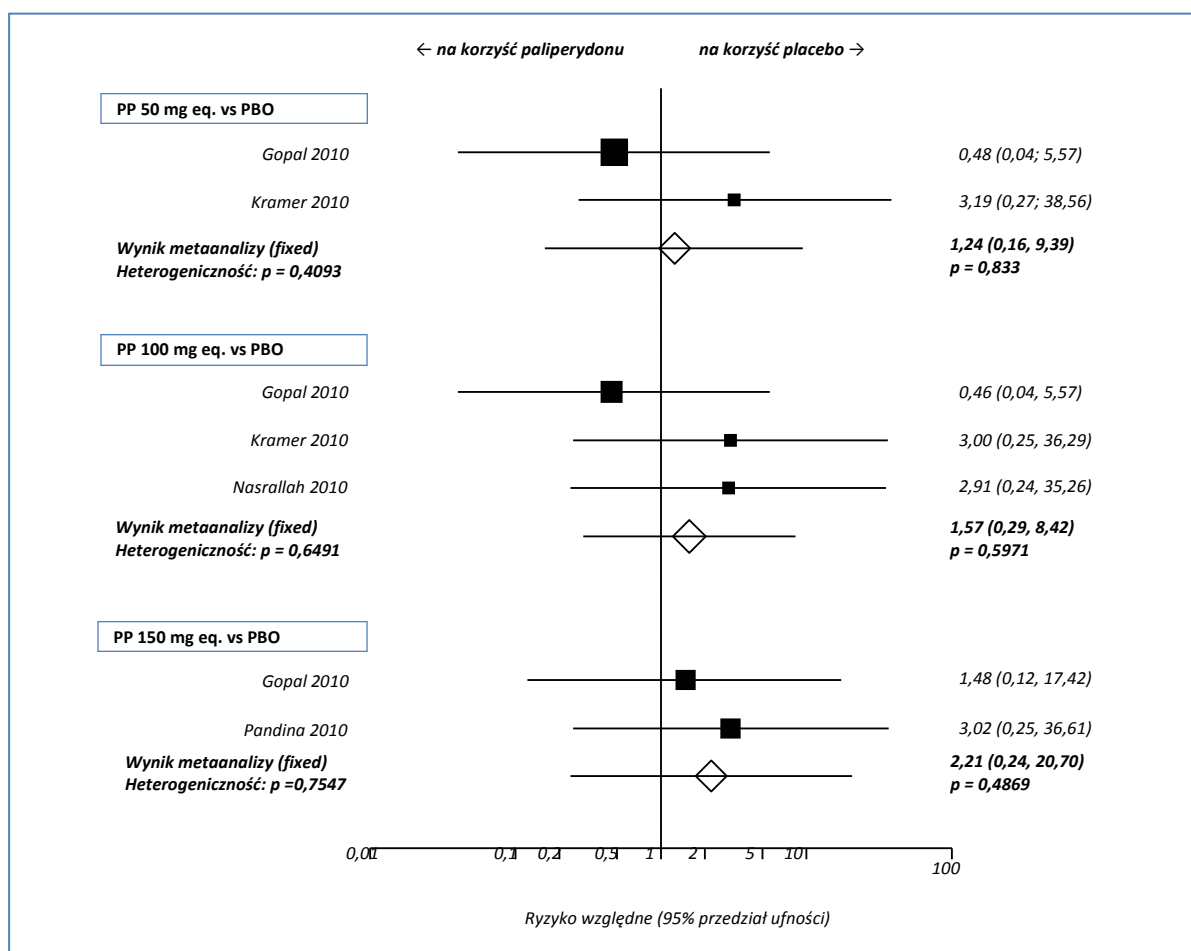 ← na korzyść paliperydonu na korzyść placebo →
PP 50 mg eq. vs PBO
Gopal 2010 0,48 (0,04; 5,57)
Kramer 2010 3,19 (0,27; 38,56)
Wynik metaanalizy (fixed) 1,24 (0,16, 9,39)
Heterogeniczność: p = 0,4093 p = 0,833
PP 100 mg eq. vs PBO
Gopal 2010 0,46 (0,04, 5,57)
Kramer 2010 3,00 (0,25, 36,29)
Nasrallah 2010 2,91 (0,24, 35,26)
Wynik metaanalizy (fixed) 1,57 (0,29, 8,42)
Heterogeniczność: p = 0,6491 p = 0,5971
PP 150 mg eq. vs PBO
Gopal 2010 1,48 (0,12, 17,42)
Pandina 2010 3,02 (0,25, 36,61)
Wynik metaanalizy (fixed) 2,21 (0,24, 20,70)
Heterogeniczność: p =0,7547 p = 0,4869
0,01 0,1 0,2 0,5 1 2 5 10 100
Ryzyko względne (95% przedział ufności)